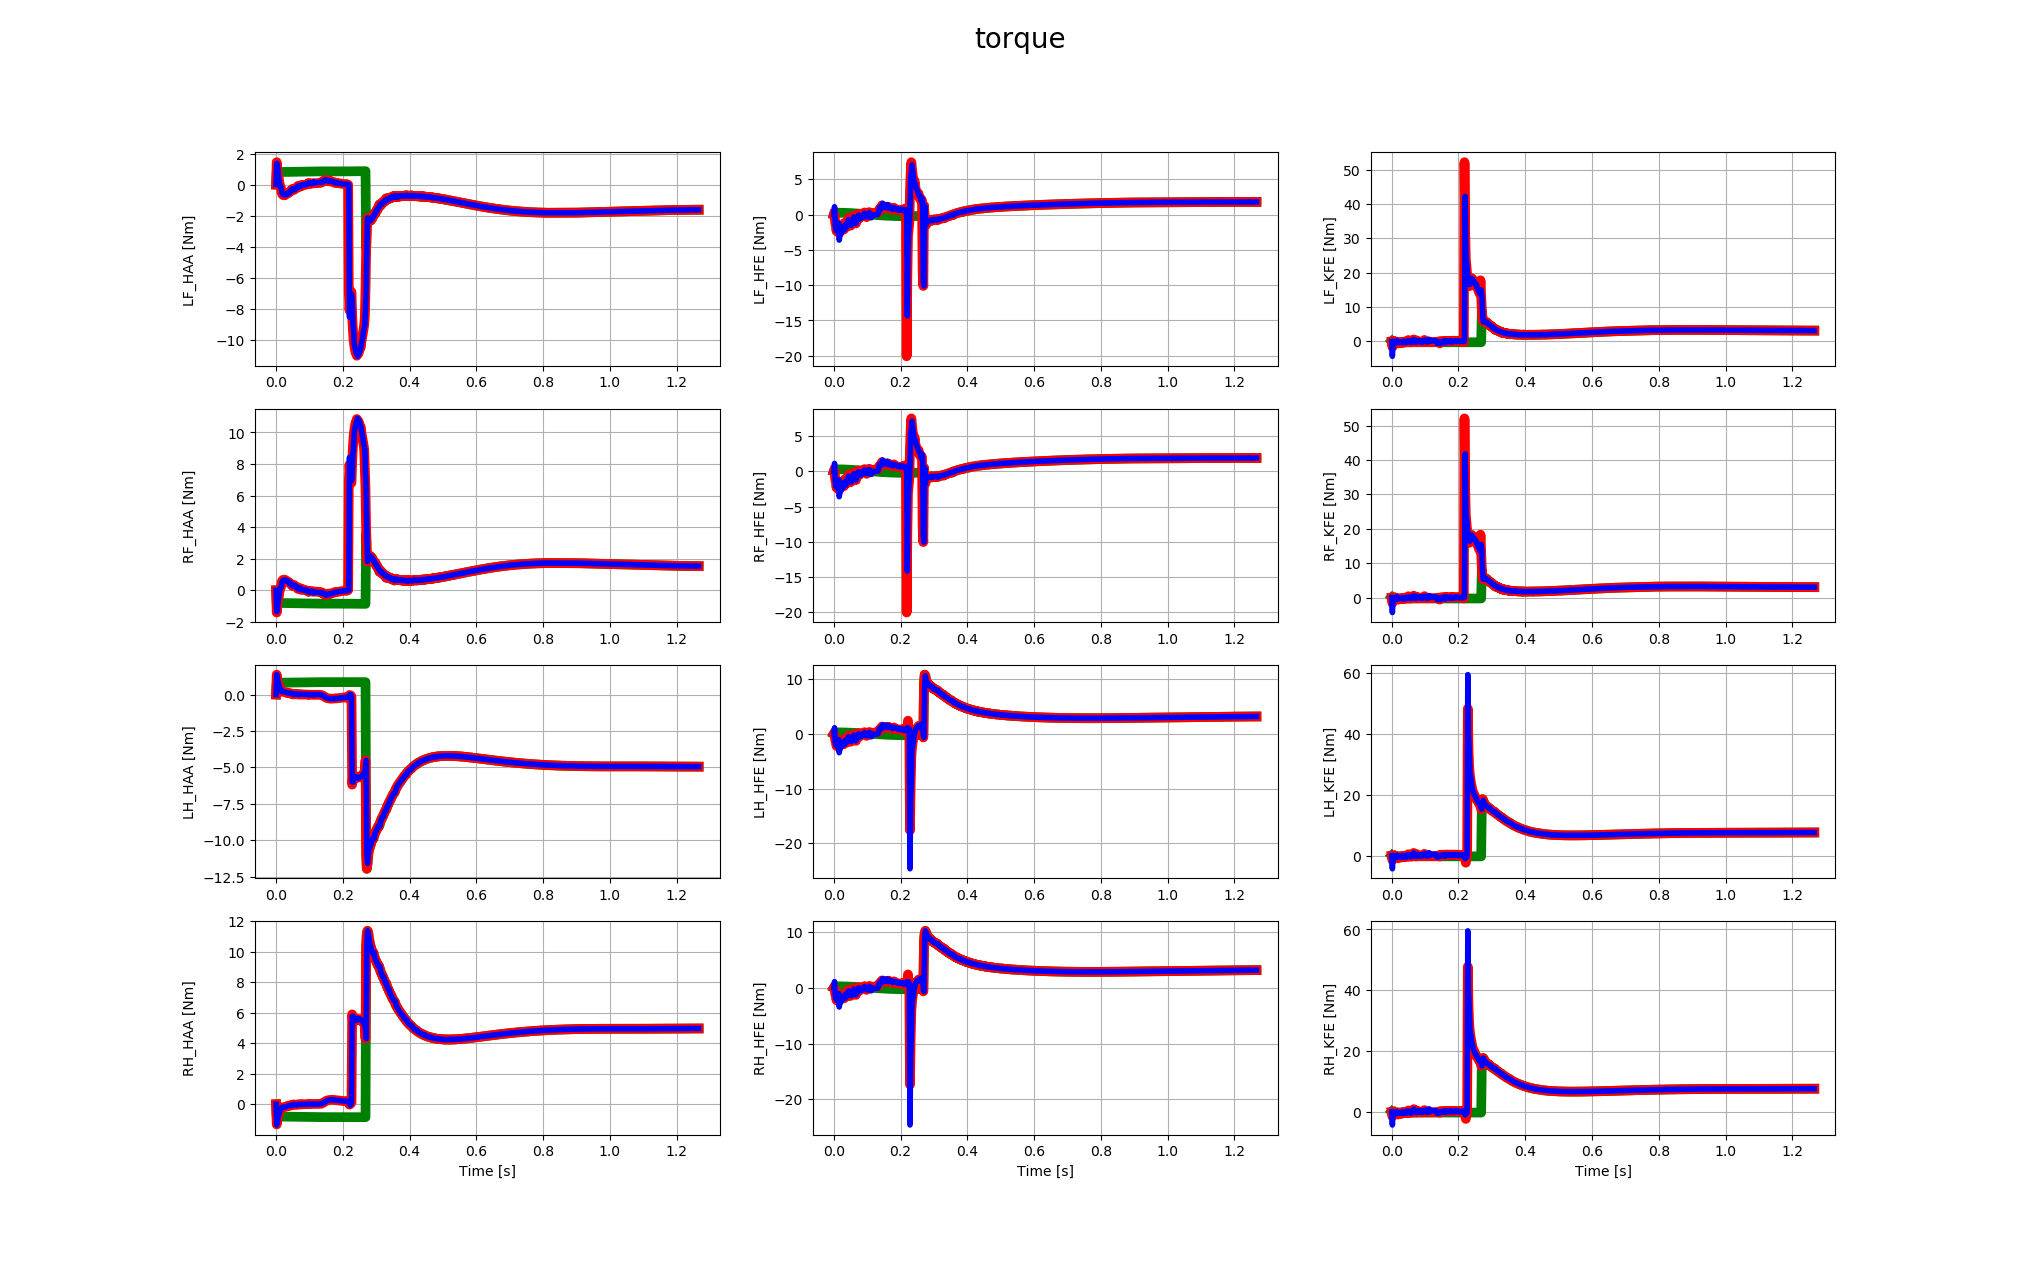 torque
LF_HAA [Nm]
2
0
−2
−4
−6
−8
−10
0.0 0.2 0.4 0.6 0.8 1.0 1.2
LF_HFE [Nm]
5
0
−5
−10
−15
−20
0.0 0.2 0.4 0.6 0.8 1.0 1.2
LF_KFE [Nm]
50
40
30
20
10
0
0.0 0.2 0.4 0.6 0.8 1.0 1.2
RF_HAA [Nm]
10
8
6
4
2
0
−2
0.0 0.2 0.4 0.6 0.8 1.0 1.2
RF_HFE [Nm]
5
0
−5
−10
−15
−20
0.0 0.2 0.4 0.6 0.8 1.0 1.2
RF_KFE [Nm]
50
40
30
20
10
0
0.0 0.2 0.4 0.6 0.8 1.0 1.2
LH_HAA [Nm]
0.0
−2.5
−5.0
−7.5
−10.0
−12.5
0.0 0.2 0.4 0.6 0.8 1.0 1.2
LH_HFE [Nm]
10
0
−10
−20
0.0 0.2 0.4 0.6 0.8 1.0 1.2
LH_KFE [Nm]
60
40
20
0
0.0 0.2 0.4 0.6 0.8 1.0 1.2
RH_HAA [Nm]
12
10
8
6
4
2
0
0.0 0.2 0.4 0.6 0.8 1.0 1.2
Time [s]
RH_HFE [Nm]
10
0
−10
−20
0.0 0.2 0.4 0.6 0.8 1.0 1.2
Time [s]
RH_KFE [Nm]
60
40
20
0
0.0 0.2 0.4 0.6 0.8 1.0 1.2
Time [s]